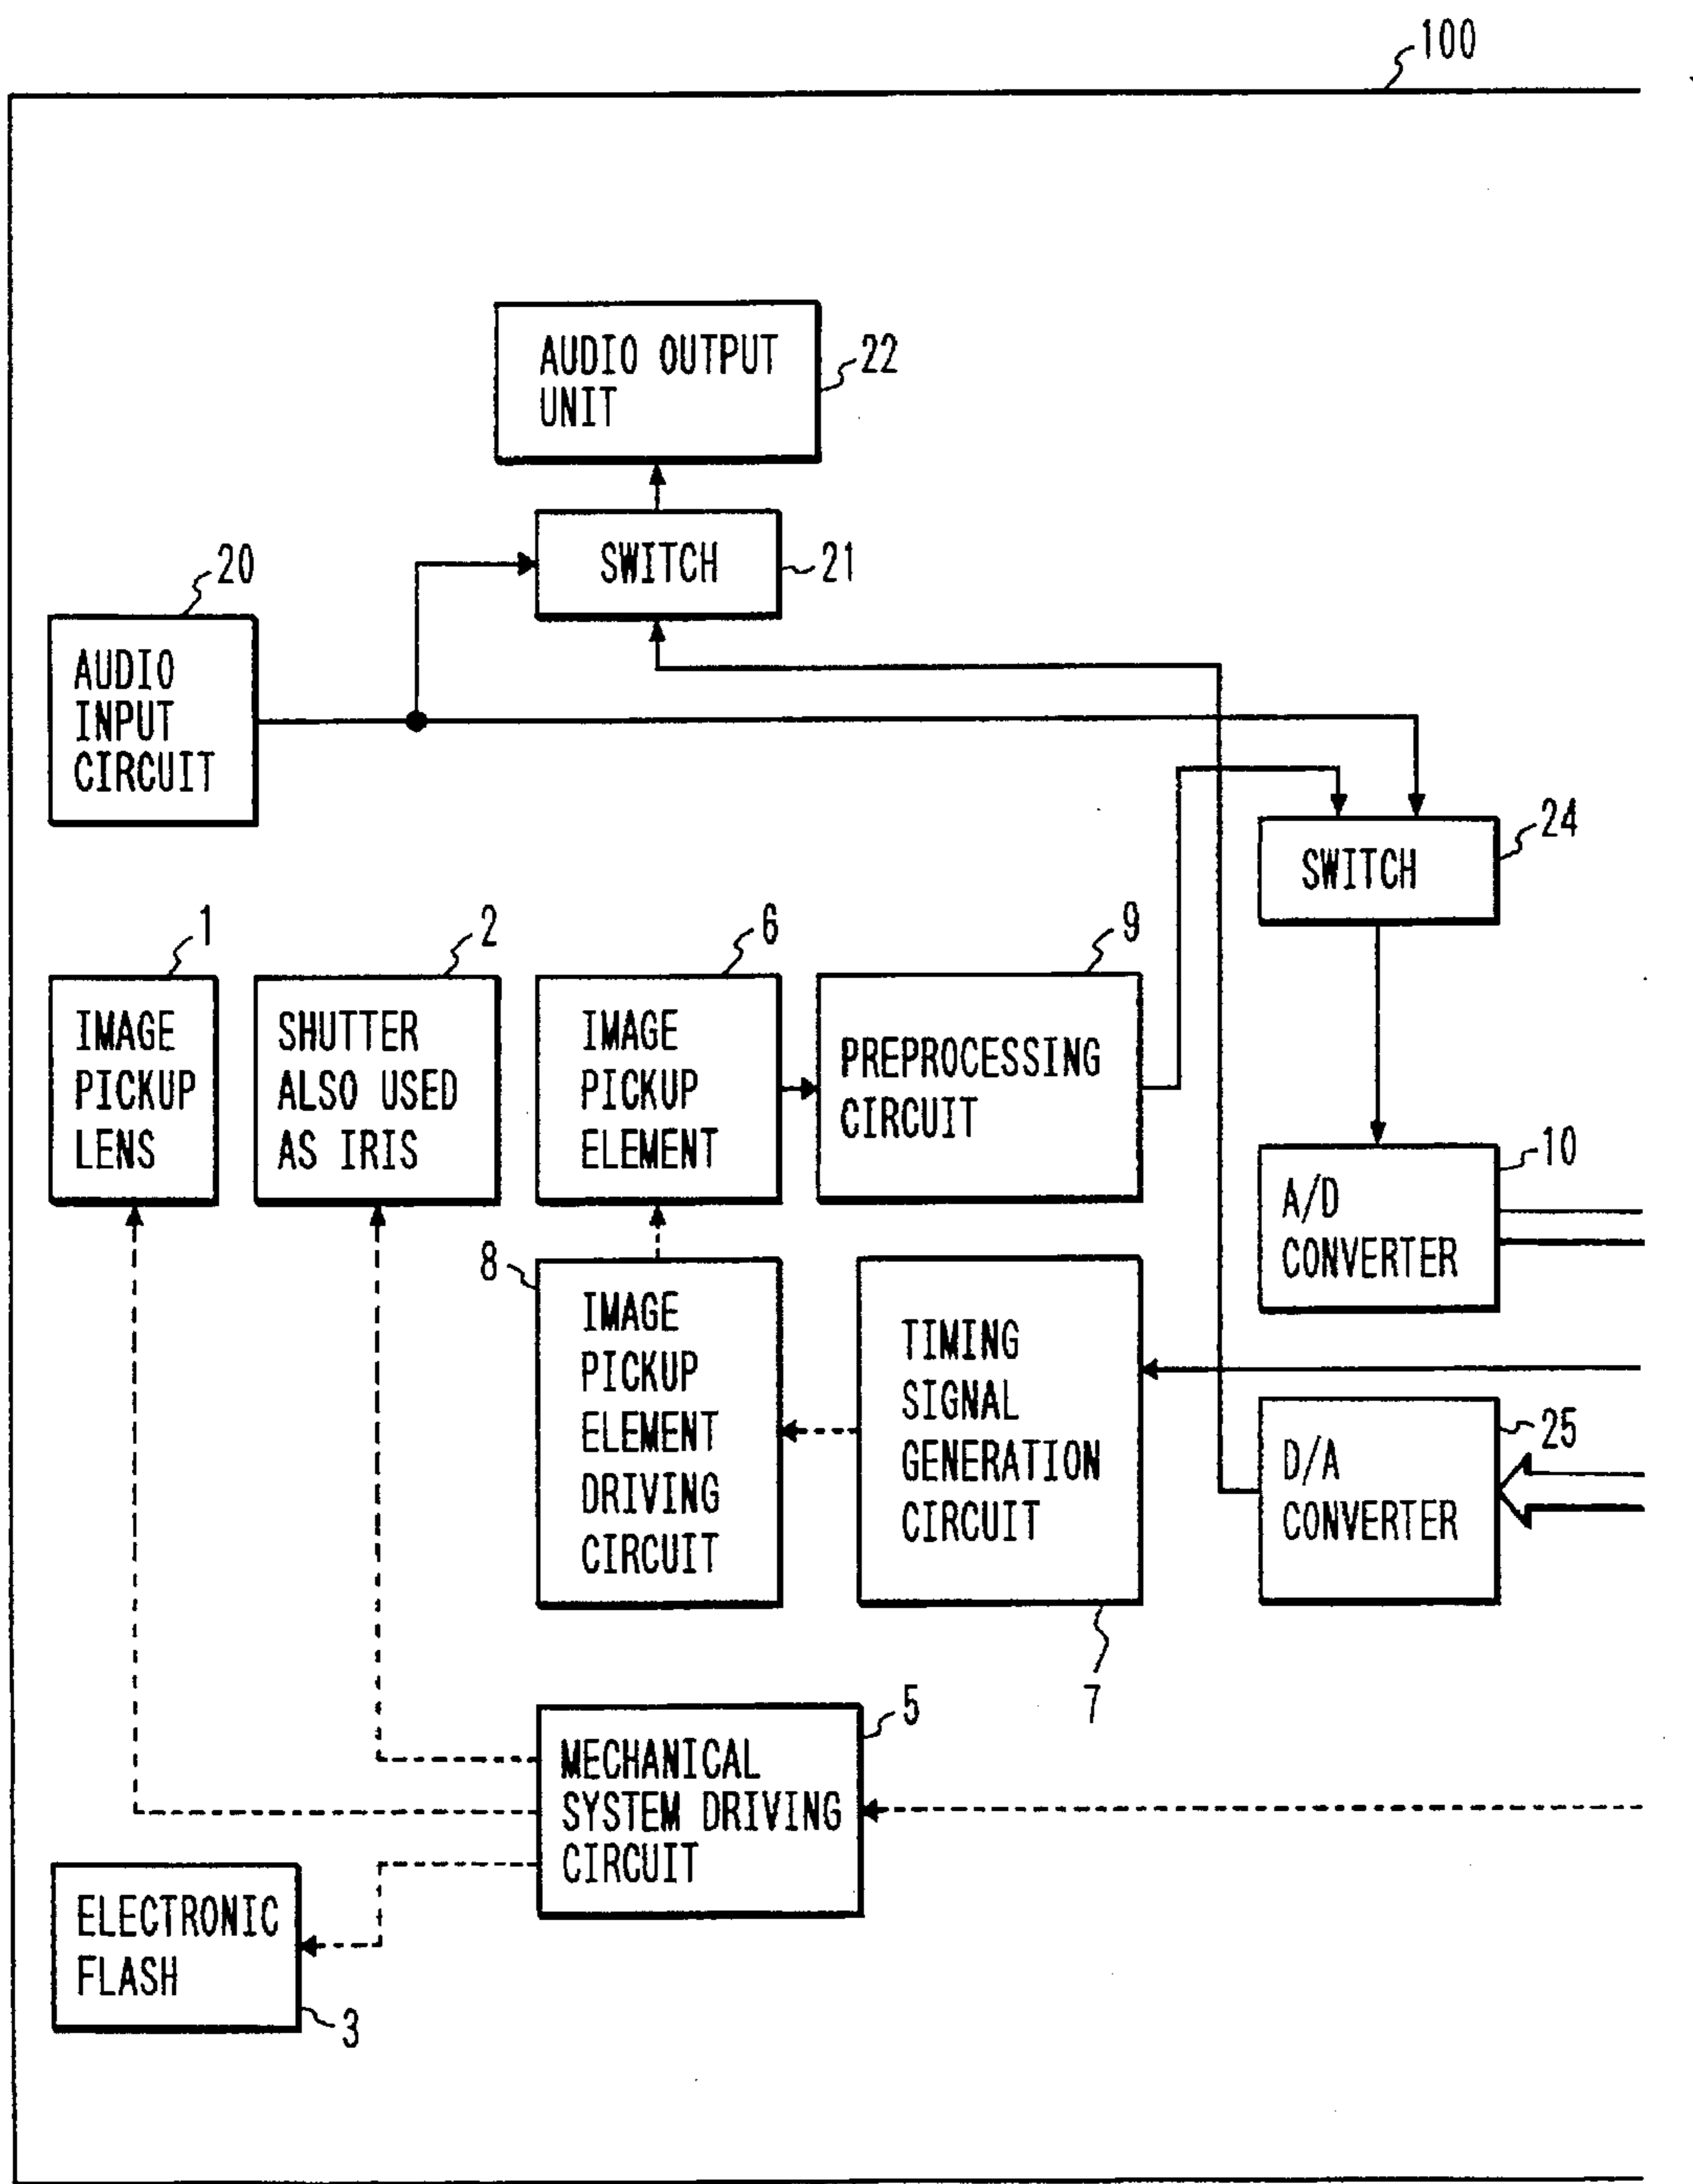 100
AUDIO OUTPUT
UNIT
22
SWITCH
21
20
AUDIO
INPUT
CIRCUIT
24
SWITCH
1
IMAGE
PICKUP
LENS
2
SHUTTER
ALSO USED
AS IRIS
6
IMAGE
PICKUP
ELEMENT
9
PREPROCESSING
CIRCUIT
10
A/D
CONVERTER
8
IMAGE
PICKUP
ELEMENT
DRIVING
CIRCUIT
TIMING
SIGNAL
GENERATION
CIRCUIT
7
25
D/A
CONVERTER
5
MECHANICAL
SYSTEM DRIVING
CIRCUIT
ELECTRONIC
FLASH
3